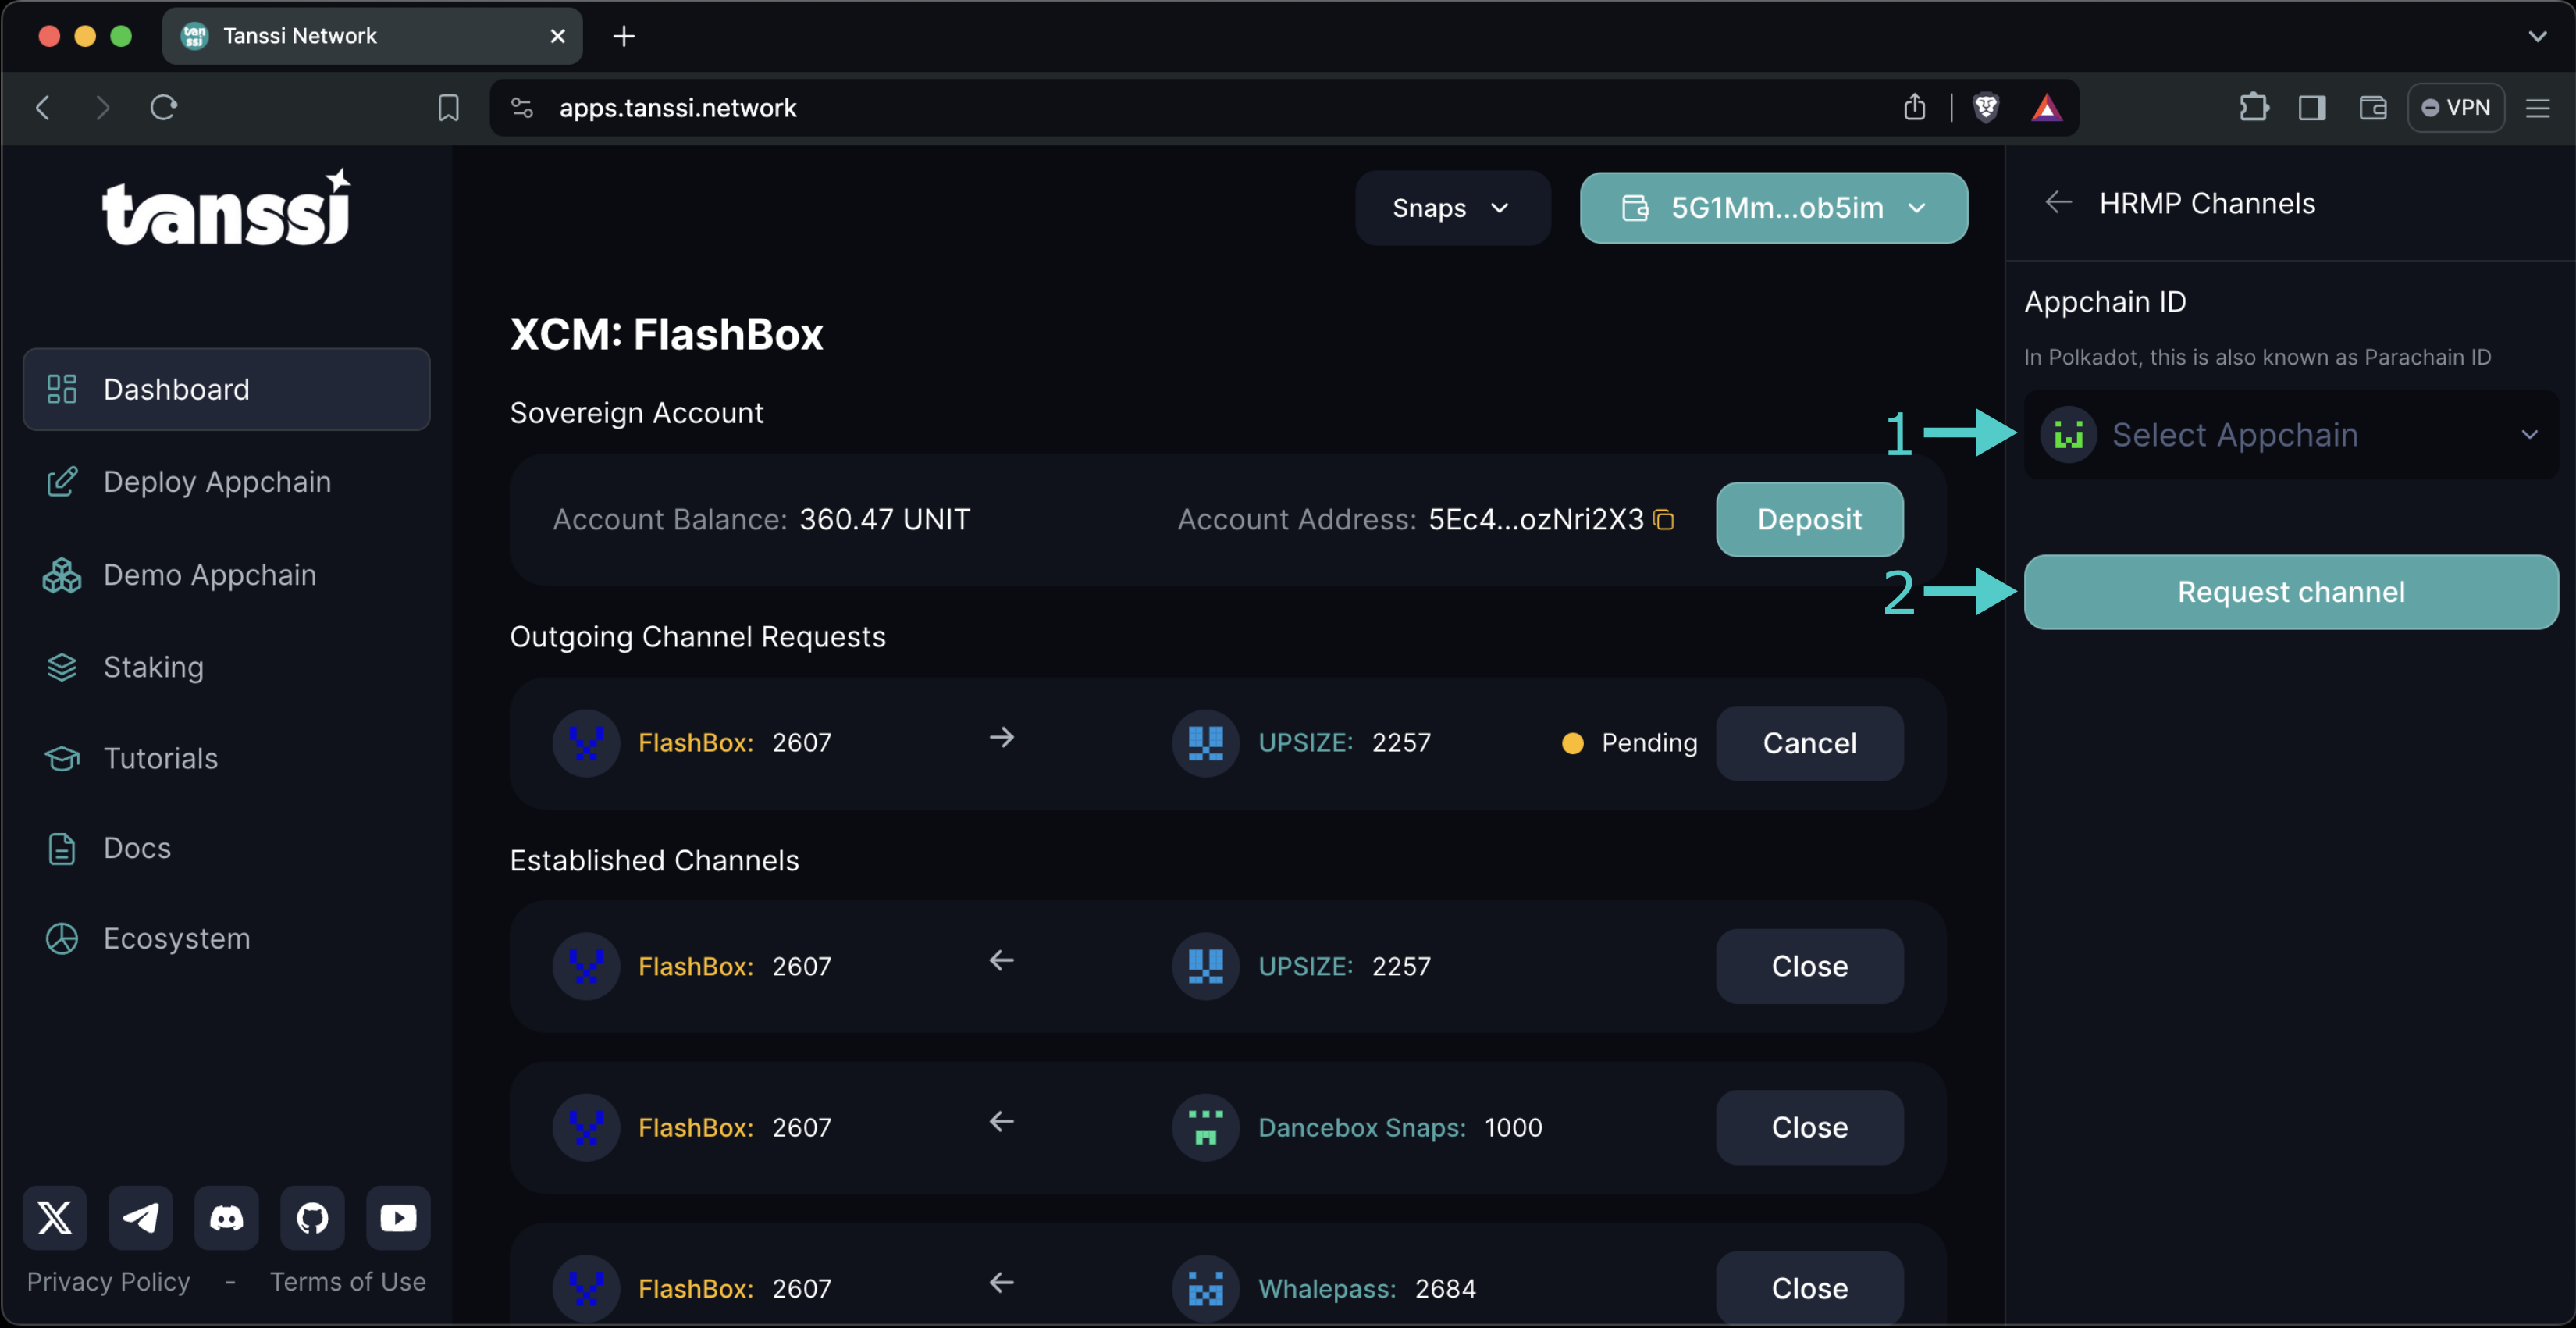 Tanssi Network
apps.tanssi.network
VPN
tanssi
Dashboard
Deploy Appchain
Demo Appchain
Staking
Tutorials
Docs
Ecosystem
Privacy Policy - Terms of Use
Snaps
5G1Mm...ob5im
XCM: FlashBox
Sovereign Account
Account Balance: 360.47 UNIT Account Address: 5Ec4...ozNri2X3 Deposit
Outgoing Channel Requests
FlashBox: 2607 → UPSIZE: 2257 Pending Cancel
Established Channels
FlashBox: 2607 ← UPSIZE: 2257 Close
FlashBox: 2607 ← Dancebox Snaps: 1000 Close
FlashBox: 2607 ← Whalepass: 2684 Close
HRMP Channels
Appchain ID
In Polkadot, this is also known as Parachain ID
1 Select Appchain
2 Request channel